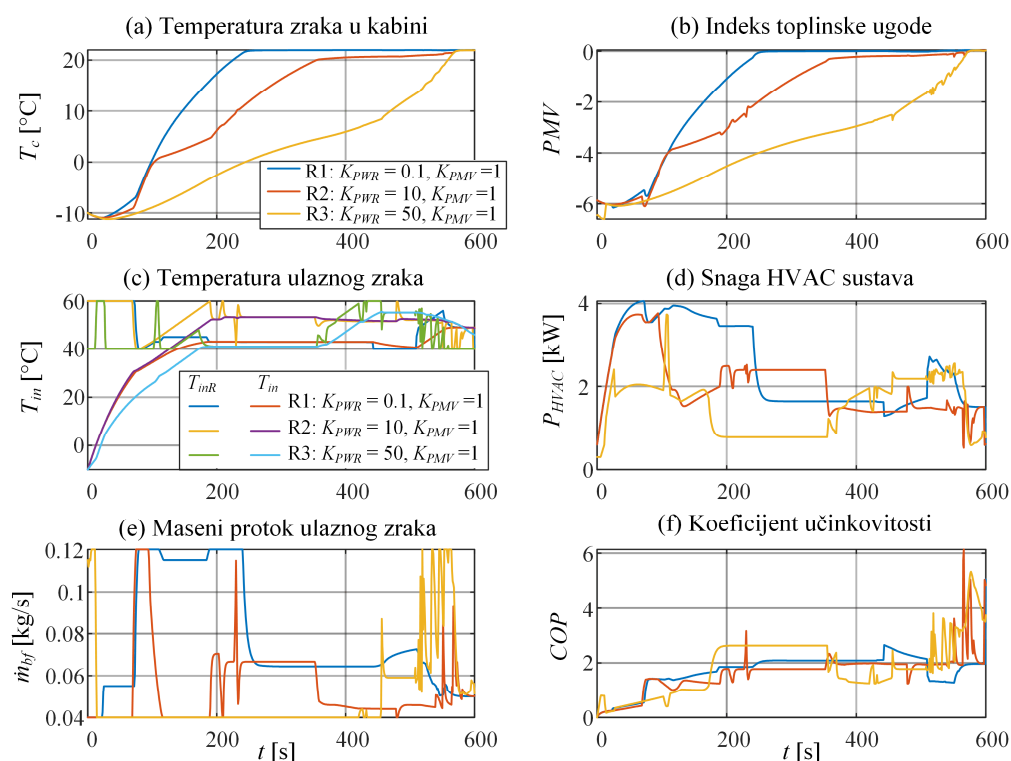 (a) Temperatura zraka u kabini
T_c [°C]
20
10
0
-10
0
200
400
600
R1: K_PWR = 0.1, K_PMV =1
R2: K_PWR = 10, K_PMV =1
R3: K_PWR = 50, K_PMV =1
(b) Indeks toplinske ugode
PMV
0
-2
-4
-6
0
200
400
600
(c) Temperatura ulaznog zraka
T_in [°C]
60
40
20
0
0
200
400
600
T_inR T_in
R1: K_PWR = 0.1, K_PMV =1
R2: K_PWR = 10, K_PMV =1
R3: K_PWR = 50, K_PMV =1
(d) Snaga HVAC sustava
P_HVAC [kW]
4
2
0
0
200
400
600
(e) Maseni protok ulaznog zraka
ṁ_bf [kg/s]
0.12
0.1
0.08
0.06
0.04
0
200
400
600
t [s]
(f) Koeficijent učinkovitosti
COP
6
4
2
0
0
200
400
600
t [s]